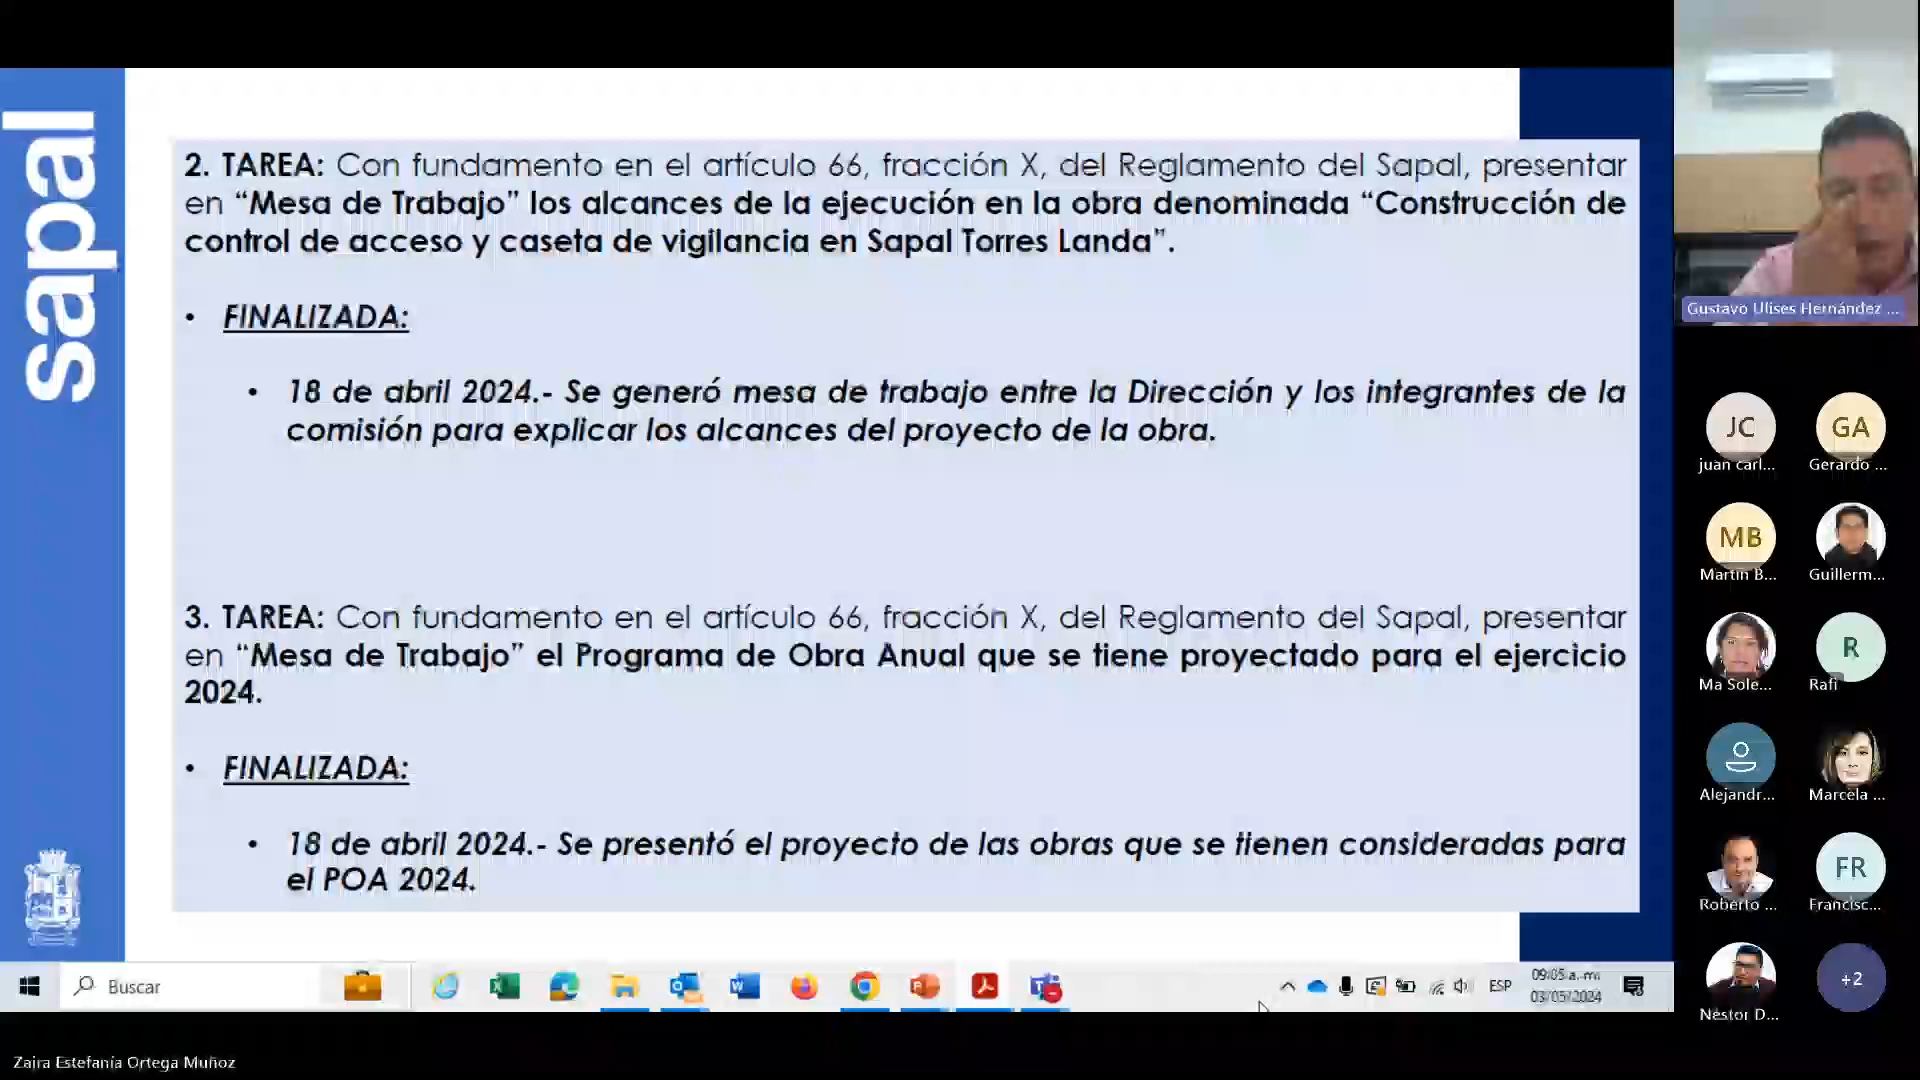 sapal
2. TAREA: Con fundamento en el artículo 66, fracción X, del Reglamento del Sapal, presentar
en “Mesa de Trabajo” los alcances de la ejecución en la obra denominada “Construcción de
control de acceso y caseta de vigilancia en Sapal Torres Landa”.
• FINALIZADA:
• 18 de abril 2024.- Se generó mesa de trabajo entre la Dirección y los integrantes de la
comisión para explicar los alcances del proyecto de la obra.
3. TAREA: Con fundamento en el artículo 66, fracción X, del Reglamento del Sapal, presentar
en “Mesa de Trabajo” el Programa de Obra Anual que se tiene proyectado para el ejercicio
2024.
• FINALIZADA:
• 18 de abril 2024.- Se presentó el proyecto de las obras que se tienen consideradas para
el POA 2024.
Gustavo Ulises Hernández ...
JC
GA
juan carl...
Gerardo ...
MB
Martín B...
Guillerm...
R
Ma Sole...
Rafi
Alejandr...
Marcela ...
FR
Roberto ...
Francisc...
+2
Néstor D...
Buscar
ESP
09:05 a. m.
03/05/2024
Zaira Estefanía Ortega Muñoz